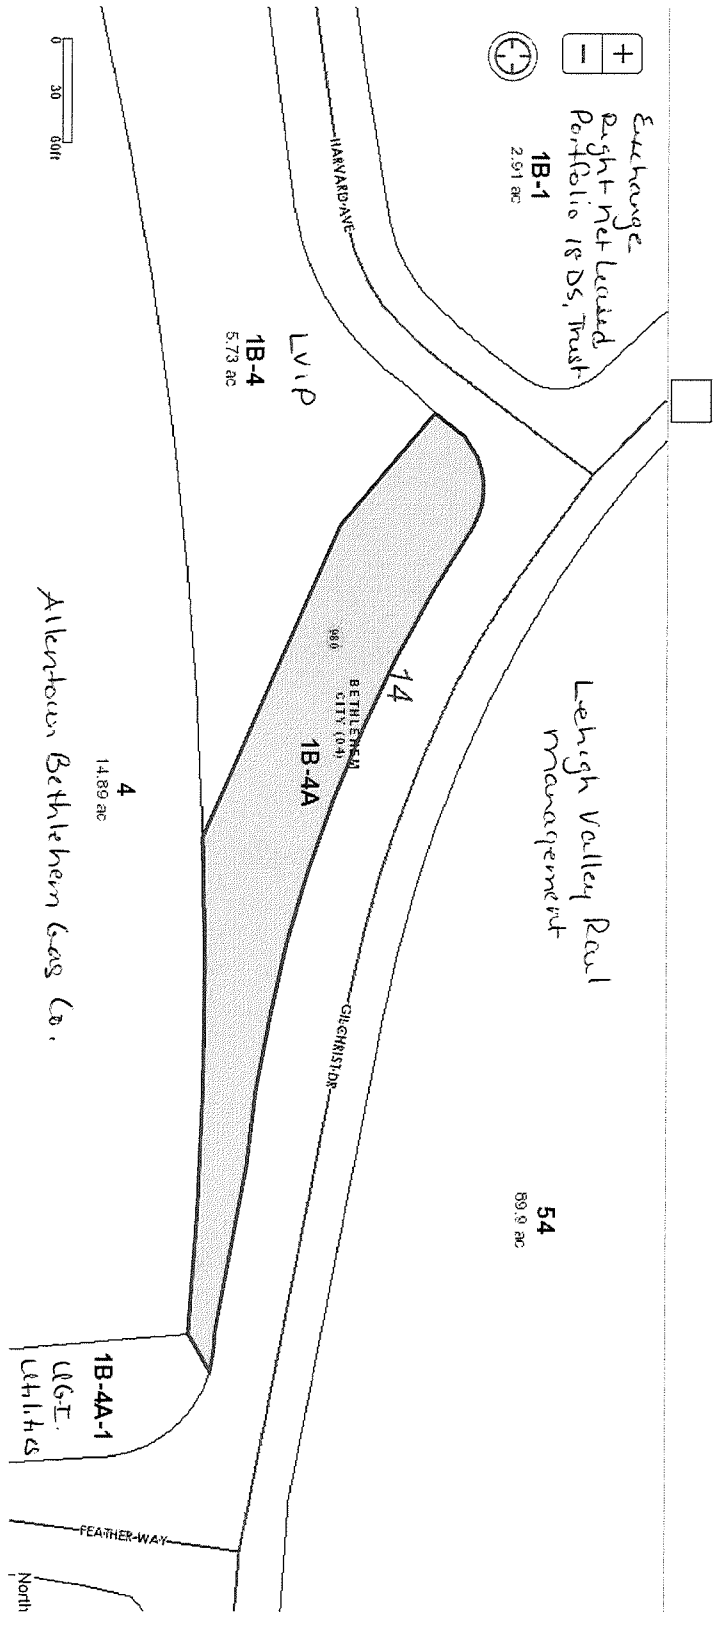 +
−
0
30
60ft
Exchange
Right Net Leased
Portfolio 18 DS, Trust
1B-1
2.91 ac
HARVARD AVE
LVIP
1B-4
5.73 ac
Lehigh Valley Rail
Management
14
980
BETHLEHEM
CITY (04)
1B-4A
4
14.89 ac
Allentown Bethlehem Gas Co.
GILCHRIST DR
54
89.9 ac
1B-4A-1
UGI
Utilities
FEATHER WAY
North